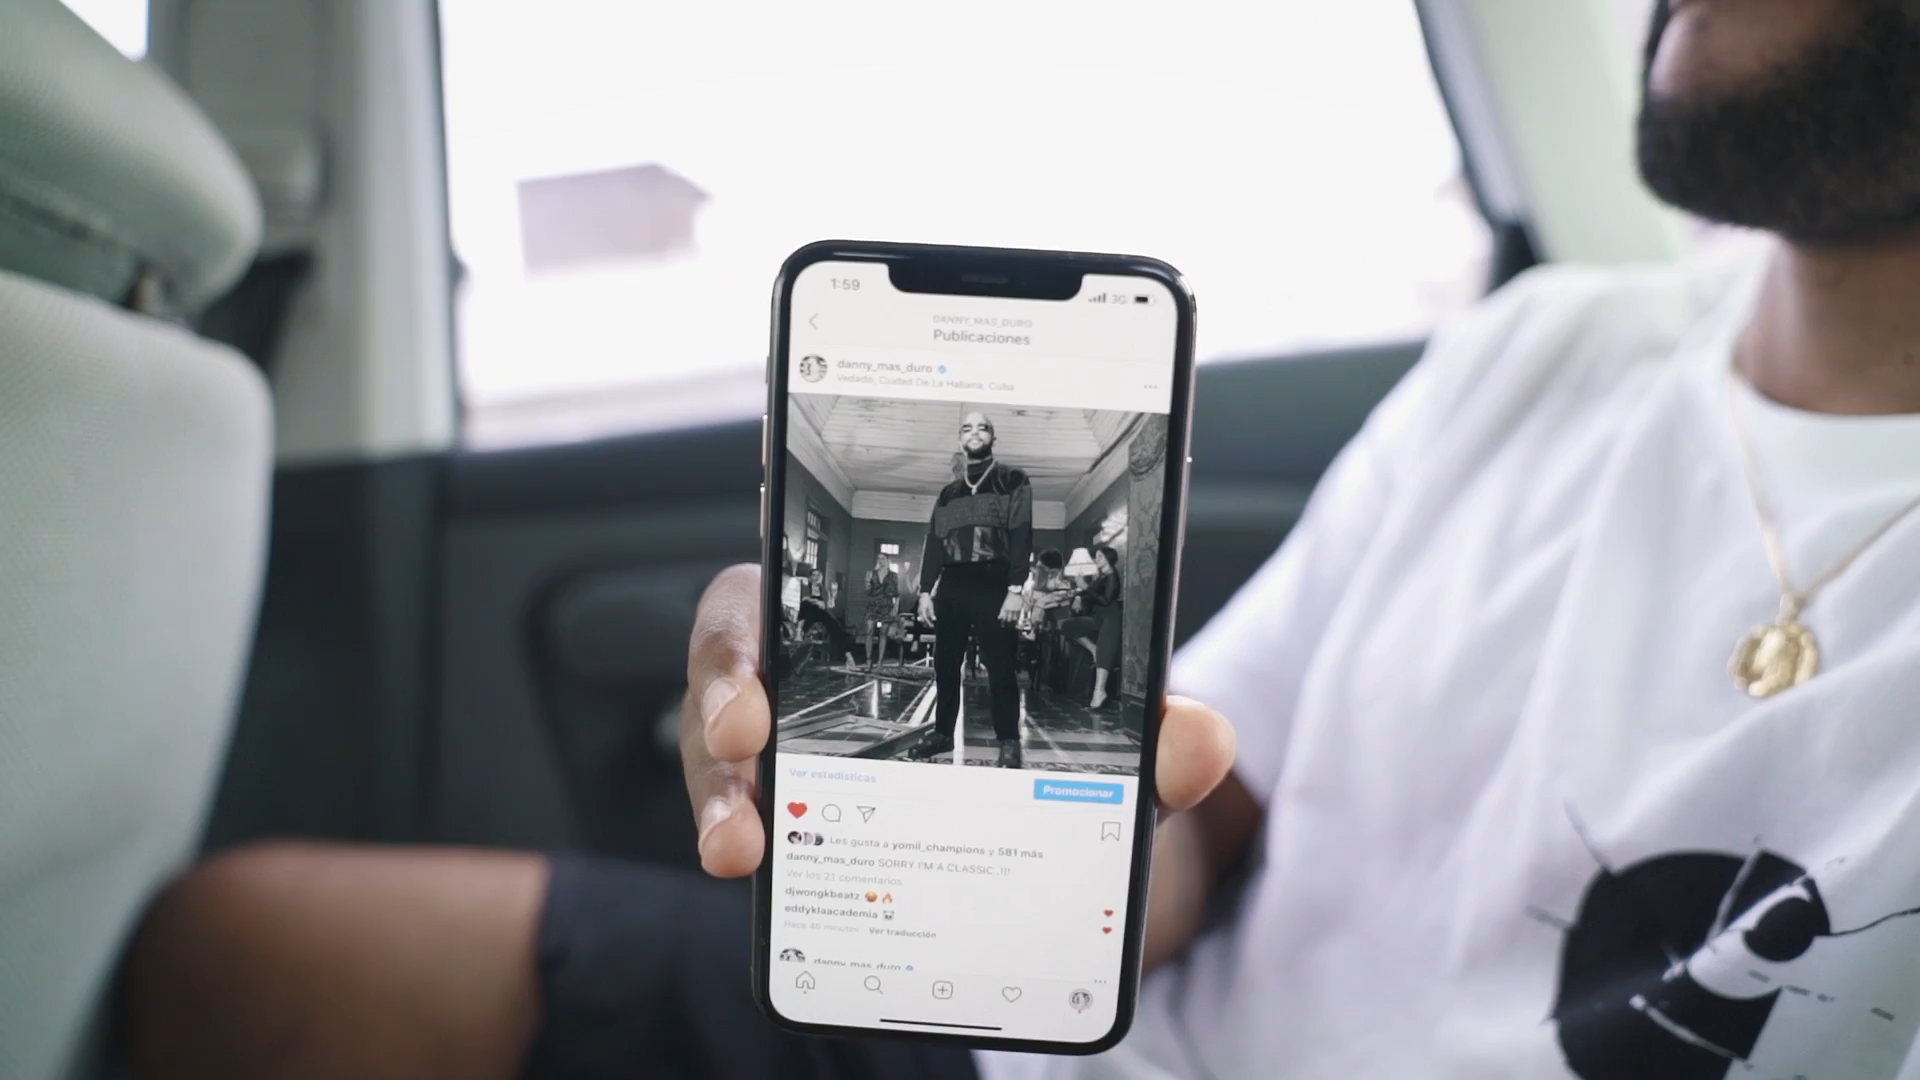 1:59
3G
DANNY_MAS_DURO
Publicaciones
danny_mas_duro
Vedado, Ciudad De La Habana, Cuba
Ver estadísticas
Promocionar
Les gusta a yomil_champions y 581 más
danny_mas_duro SORRY I'M A CLASSIC..!!!
Ver los 21 comentarios
djwongkbeatz
eddyklaacademia
Hace 46 minutos Ver traducción
danny_mas_duro